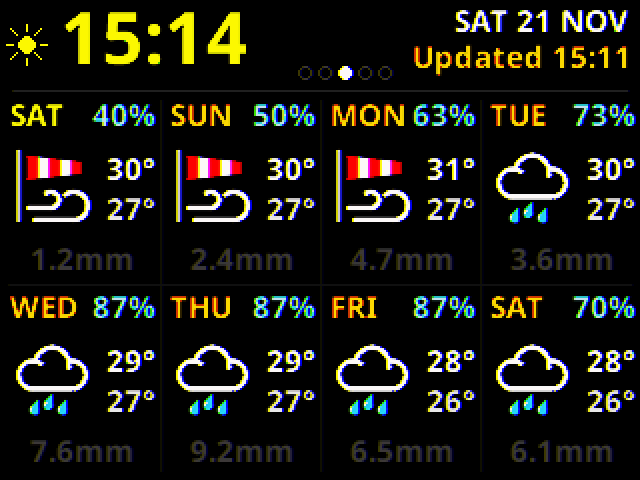 15:14
SAT 21 NOV
Updated 15:11
SAT 40% SUN 50% MON 63% TUE 73%
30° 30° 31° 30°
27° 27° 27° 27°
1.2mm 2.4mm 4.7mm 3.6mm
WED 87% THU 87% FRI 87% SAT 70%
29° 29° 28° 28°
27° 27° 26° 26°
7.6mm 9.2mm 6.5mm 6.1mm